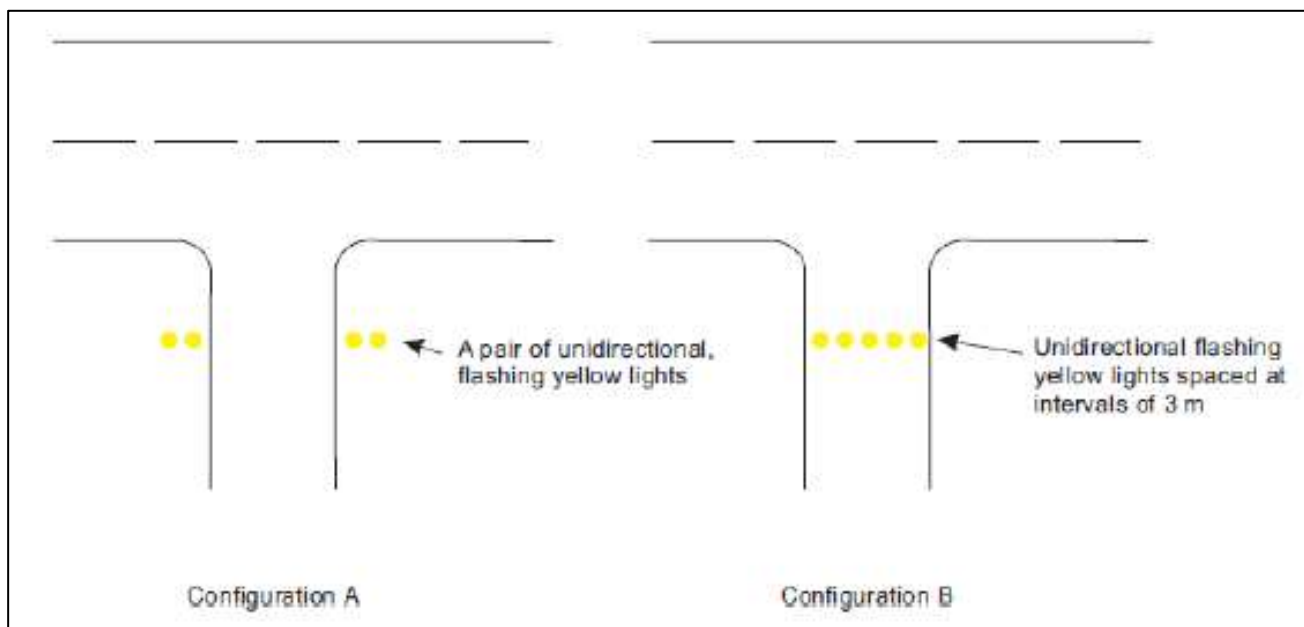 A pair of unidirectional,
flashing yellow lights
Unidirectional flashing
yellow lights spaced at
intervals of 3 m
Configuration A
Configuration B